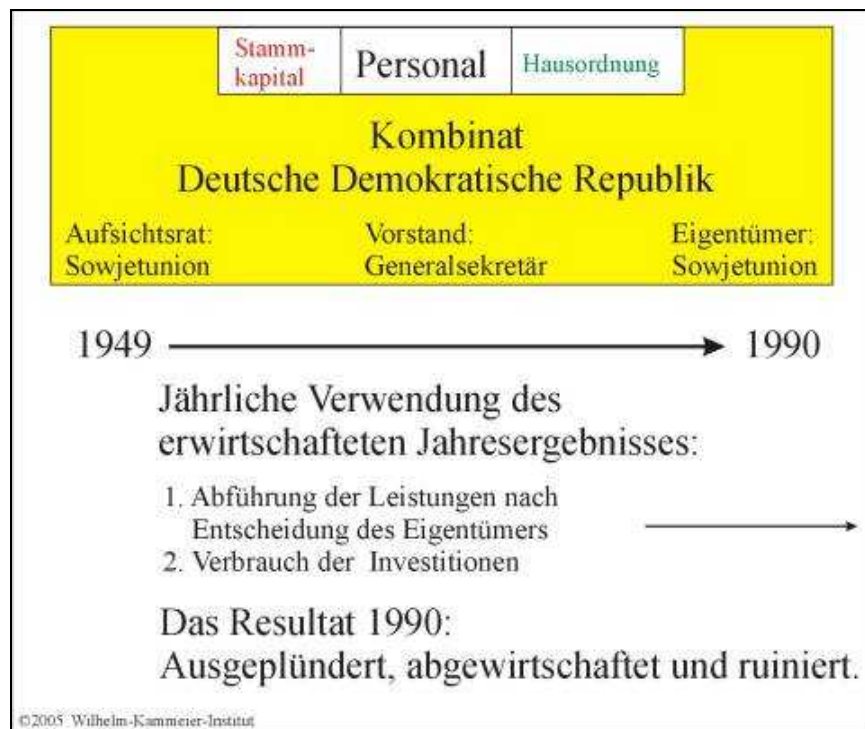 Stamm-
kapital
Personal
Hausordnung
Kombinat
Deutsche Demokratische Republik
Aufsichtsrat:
Sowjetunion
Vorstand:
Generalsekretär
Eigentümer:
Sowjetunion
1949 1990
Jährliche Verwendung des
erwirtschafteten Jahresergebnisses:
1. Abführung der Leistungen nach
Entscheidung des Eigentümers
2. Verbrauch der Investitionen
Das Resultat 1990:
Ausgeplündert, abgewirtschaftet und ruiniert.
©2005 Wilhelm-Kammeier-Institut